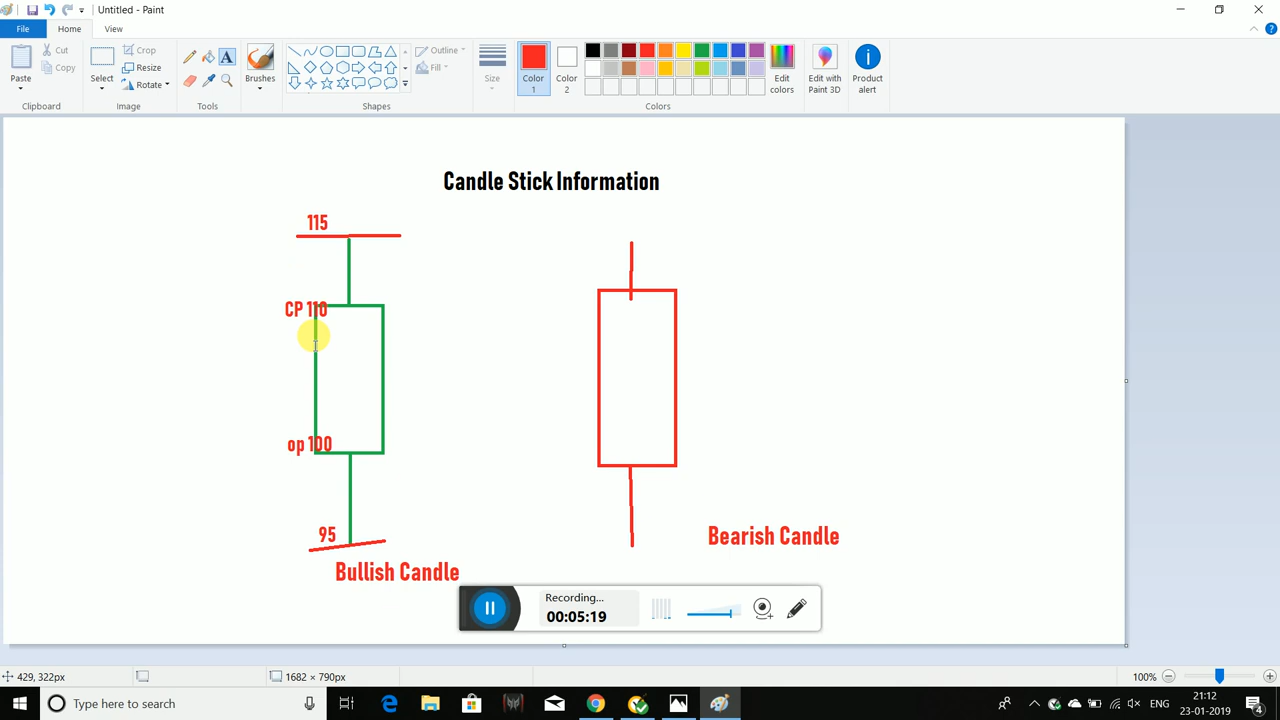 Untitled - Paint
File
Home
View
Paste
Cut
Copy
Clipboard
Select
Crop
Resize
Rotate
Image
Tools
Brushes
Outline
Fill
Shapes
Size
Color 1
Color 2
Edit colors
Colors
Edit with Paint 3D
Product alert
Candle Stick Information
115
CP 110
op 100
95
Bullish Candle
Bearish Candle
Recording...
00:05:19
429, 322px
1682 × 790px
100%
Type here to search
ENG
21:12
23-01-2019
4